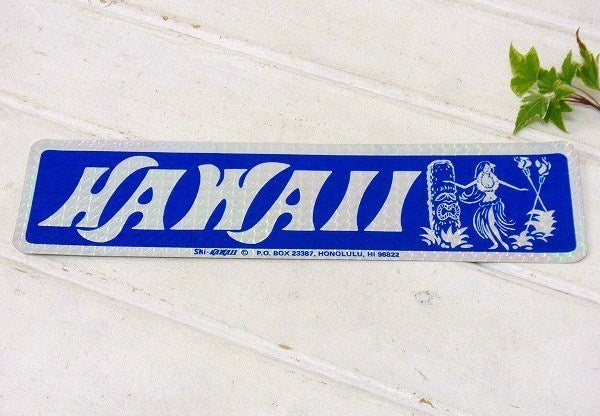 HAWAII
Ski-HAWAII © P.O. BOX 23387, HONOLULU, HI 96822